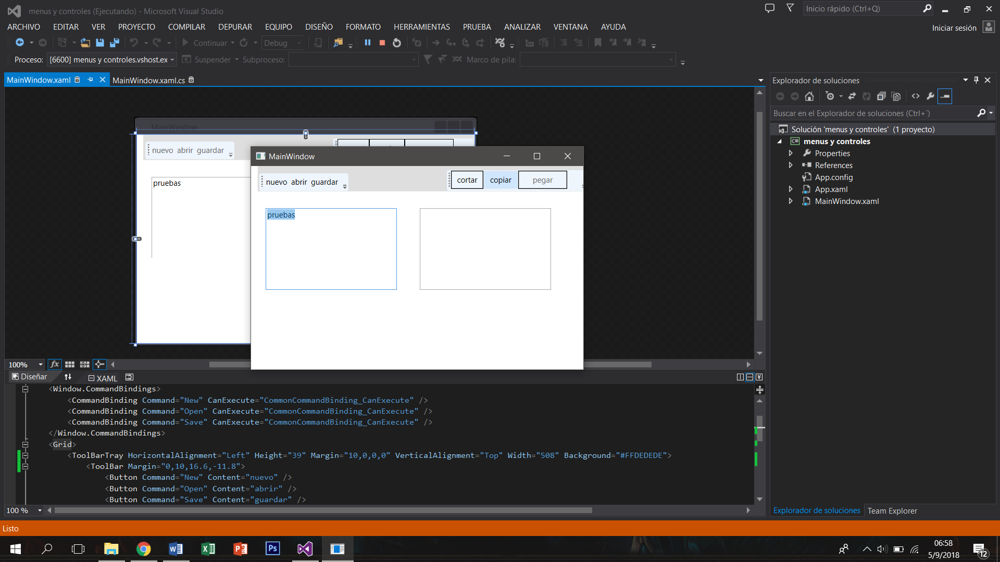 menus y controles (Ejecutando) - Microsoft Visual Studio
Inicio rápido (Ctrl+Q)
ARCHIVO EDITAR VER PROYECTO COMPILAR DEPURAR EQUIPO DISEÑO FORMATO HERRAMIENTAS PRUEBA ANALIZAR VENTANA AYUDA
Iniciar sesión
Continuar Debug
Proceso: [6600] menus y controles.vshost.ex Suspender Subproceso: Marco de pila:
MainWindow.xaml MainWindow.xaml.cs
Explorador de soluciones
Buscar en el Explorador de soluciones (Ctrl+´)
Solución 'menus y controles' (1 proyecto)
menus y controles
Properties
References
App.config
App.xaml
MainWindow.xaml
MainWindow
nuevo abrir guardar
pruebas
MainWindow
nuevo abrir guardar
cortar copiar pegar
pruebas
100% fx
Diseñar XAML
<Window.CommandBindings>
<CommandBinding Command="New" CanExecute="CommonCommandBinding_CanExecute" />
<CommandBinding Command="Open" CanExecute="CommonCommandBinding_CanExecute" />
<CommandBinding Command="Save" CanExecute="CommonCommandBinding_CanExecute" />
</Window.CommandBindings>
<Grid>
<ToolBarTray HorizontalAlignment="Left" Height="39" Margin="10,0,0,0" VerticalAlignment="Top" Width="508" Background="#FFDEDEDE">
<ToolBar Margin="0,10,16.6,-11.8">
<Button Command="New" Content="nuevo" />
<Button Command="Open" Content="abrir" />
<Button Command="Save" Content="guardar" />
100 %
Explorador de soluciones Team Explorer
Listo
06:58
5/9/2018
12